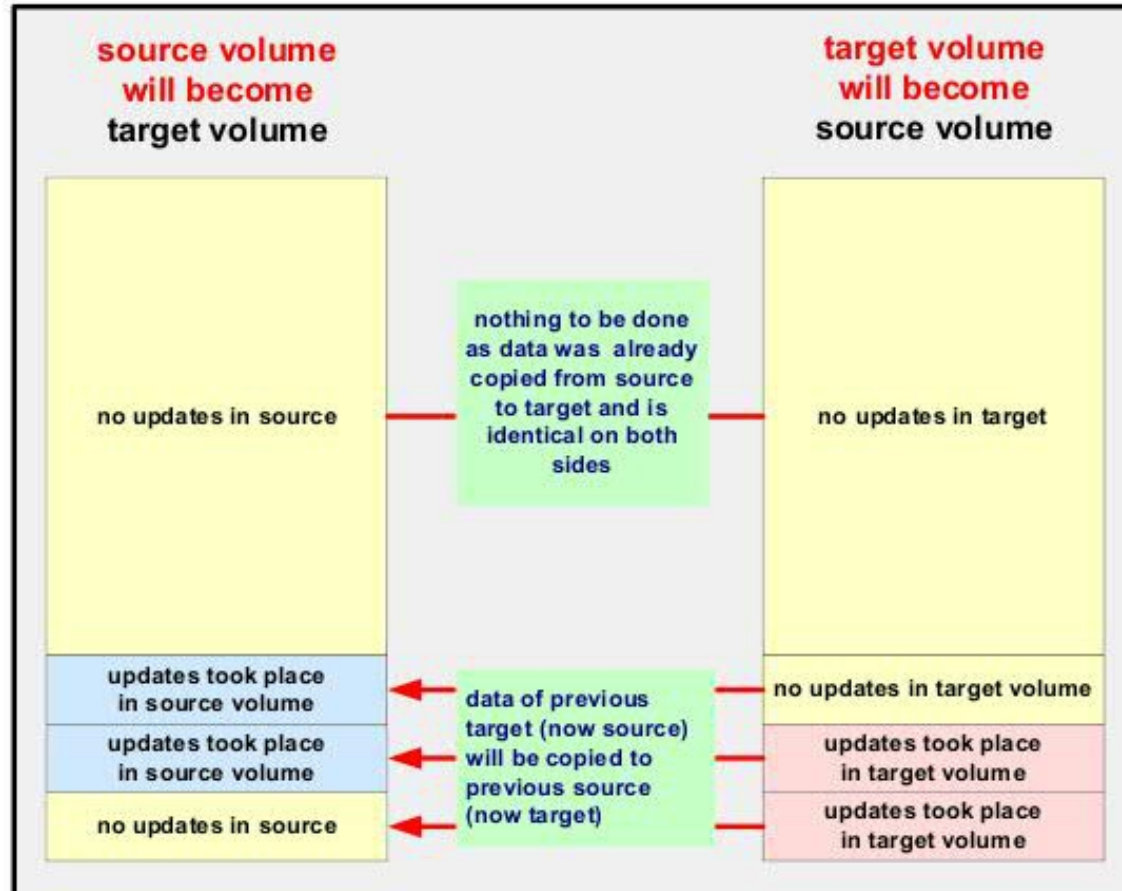 source volume
will become
target volume
target volume
will become
source volume
no updates in source
nothing to be done
as data was already
copied from source
to target and is
identical on both
sides
no updates in target
updates took place
in source volume
updates took place
in source volume
no updates in source
data of previous
target (now source)
will be copied to
previous source
(now target)
no updates in target volume
updates took place
in target volume
updates took place
in target volume